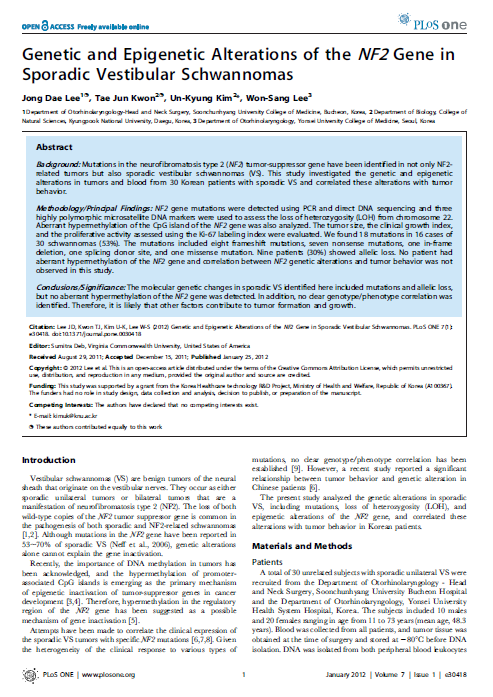 OPEN ACCESS Freely available online
PLoS one
Genetic and Epigenetic Alterations of the NF2 Gene in
Sporadic Vestibular Schwannomas
Jong Dae Lee1, Tae Jun Kwon2, Un-Kyung Kim2*, Won-Sang Lee3
1 Department of Otorhinolaryngology-Head and Neck Surgery, Soonchunhyang University College of Medicine, Bucheon, Korea, 2 Department of Biology, College of
Natural Sciences, Kyungpook National University, Daegu, Korea, 3 Department of Otorhinolaryngology, Yonsei University College of Medicine, Seoul, Korea
Abstract
Background: Mutations in the neurofibromatosis type 2 (NF2) tumor-suppressor gene have been identified in not only NF2-
related tumors but also sporadic vestibular schwannomas (VS). This study investigated the genetic and epigenetic
alterations in tumors and blood from 30 Korean patients with sporadic VS and correlated these alterations with tumor
behavior.
Methodology/Principal Findings: NF2 gene mutations were detected using PCR and direct DNA sequencing and three
highly polymorphic microsatellite DNA markers were used to assess the loss of heterozygosity (LOH) from chromosome 22.
Aberrant hypermethylation of the CpG island of the NF2 gene was also analyzed. The tumor size, the clinical growth index,
and the proliferative activity assessed using the Ki-67 labeling index were evaluated. We found 18 mutations in 16 cases of
30 schwannomas (53%). The mutations included eight frameshift mutations, seven nonsense mutations, one in-frame
deletion, one splicing donor site, and one missense mutation. Nine patients (30%) showed allelic loss. No patient had
aberrant hypermethylation of the NF2 gene and correlation between NF2 genetic alterations and tumor behavior was not
observed in this study.
Conclusions/Significance: The molecular genetic changes in sporadic VS identified here included mutations and allelic loss,
but no aberrant hypermethylation of the NF2 gene was detected. In addition, no clear genotype/phenotype correlation was
identified. Therefore, it is likely that other factors contribute to tumor formation and growth.
Citation: Lee JD, Kwon TJ, Kim U-K, Lee W-S (2012) Genetic and Epigenetic Alterations of the NF2 Gene in Sporadic Vestibular Schwannomas. PLoS ONE 7(1):
e30418. doi:10.1371/journal.pone.0030418
Editor: Sumitra Deb, Virginia Commonwealth University, United States of America
Received August 29, 2011; Accepted December 15, 2011; Published January 25, 2012
Copyright: © 2012 Lee et al. This is an open-access article distributed under the terms of the Creative Commons Attribution License, which permits unrestricted
use, distribution, and reproduction in any medium, provided the original author and source are credited.
Funding: This study was supported by a grant from the Korea Healthcare technology R&D Project, Ministry of Health and Welfare, Republic of Korea (A100367).
The funders had no role in study design, data collection and analysis, decision to publish, or preparation of the manuscript.
Competing Interests: The authors have declared that no competing interests exist.
* E-mail: kimuk@knu.ac.kr
These authors contributed equally to this work
Introduction
Vestibular schwannomas (VS) are benign tumors of the neural
sheath that originate on the vestibular nerves. They occur as either
sporadic unilateral tumors or bilateral tumors that are a
manifestation of neurofibromatosis type 2 (NF2). The loss of both
wild-type copies of the NF2 tumor suppressor gene is common in
the pathogenesis of both sporadic and NF2-related schwannomas
[1,2]. Although mutations in the NF2 gene have been reported in
53–70% of sporadic VS (Neff et al., 2006), genetic alterations
alone cannot explain the gene inactivation.
Recently, the importance of DNA methylation in tumors has
been acknowledged, and the hypermethylation of promoter-
associated CpG islands is emerging as the primary mechanism
of epigenetic inactivation of tumor-suppressor genes in cancer
development [3,4]. Therefore, hypermethylation in the regulatory
region of the NF2 gene has been suggested as a possible
mechanism of gene inactivation [5].
Attempts have been made to correlate the clinical expression of
the sporadic VS tumors with specific NF2 mutations [6,7,8]. Given
the heterogeneity of the clinical response to various types of
mutations, no clear genotype/phenotype correlation has been
established [9]. However, a recent study reported a significant
relationship between tumor behavior and genetic alteration in
Chinese patients [6].
The present study analyzed the genetic alterations in sporadic
VS, including mutations, loss of heterozygosity (LOH), and
epigenetic alterations of the NF2 gene, and correlated these
alterations with tumor behavior in Korean patients.
Materials and Methods
Patients
A total of 30 unrelated subjects with sporadic unilateral VS were
recruited from the Department of Otorhinolaryngology - Head
and Neck Surgery, Soonchunhyang University Bucheon Hospital
and the Department of Otorhinolaryngology, Yonsei University
Health System from Seoul, Korea. The subjects included 10 males
and 20 females ranging in age from 11 to 73 years (mean age, 48.3
years). Blood was collected from all patients, and tumor tissue was
obtained at the time of surgery and stored at −80°C before DNA
isolation. DNA was isolated from both peripheral blood leukocytes
PLoS ONE | www.plosone.org
1
January 2012 | Volume 7 | Issue 1 | e30418